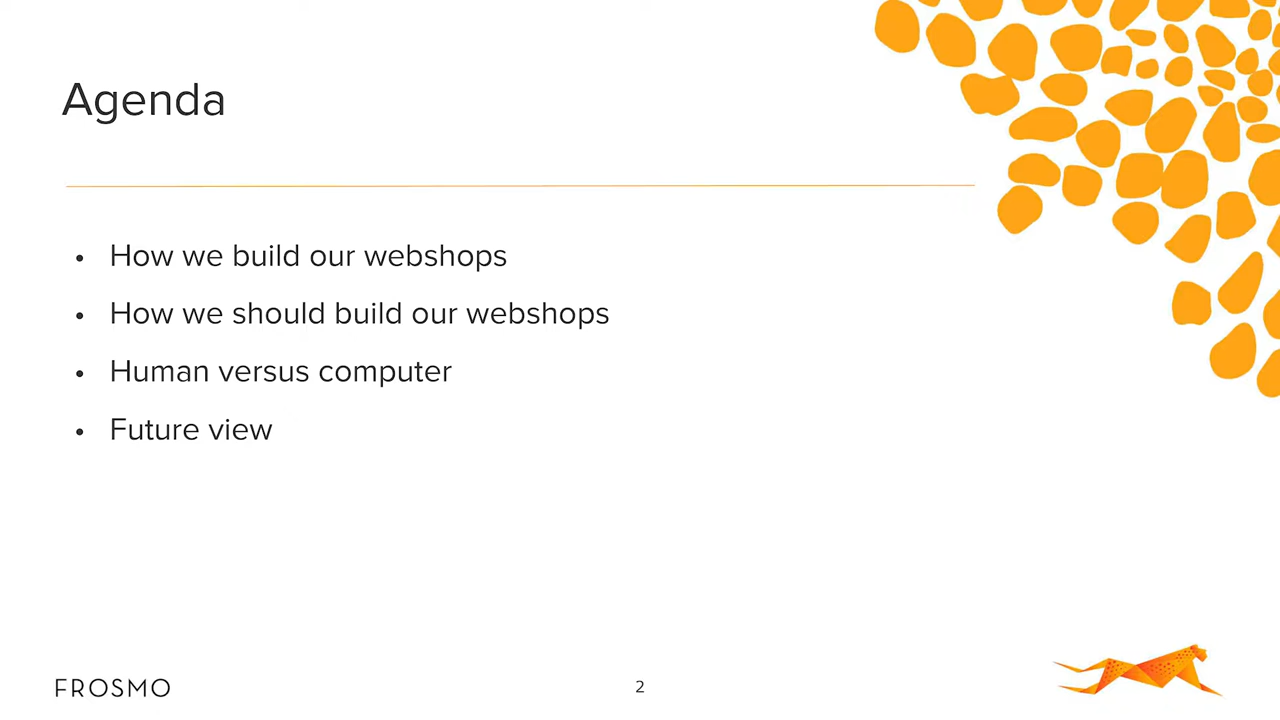 Agenda
• How we build our webshops
• How we should build our webshops
• Human versus computer
• Future view
FROSMO
2